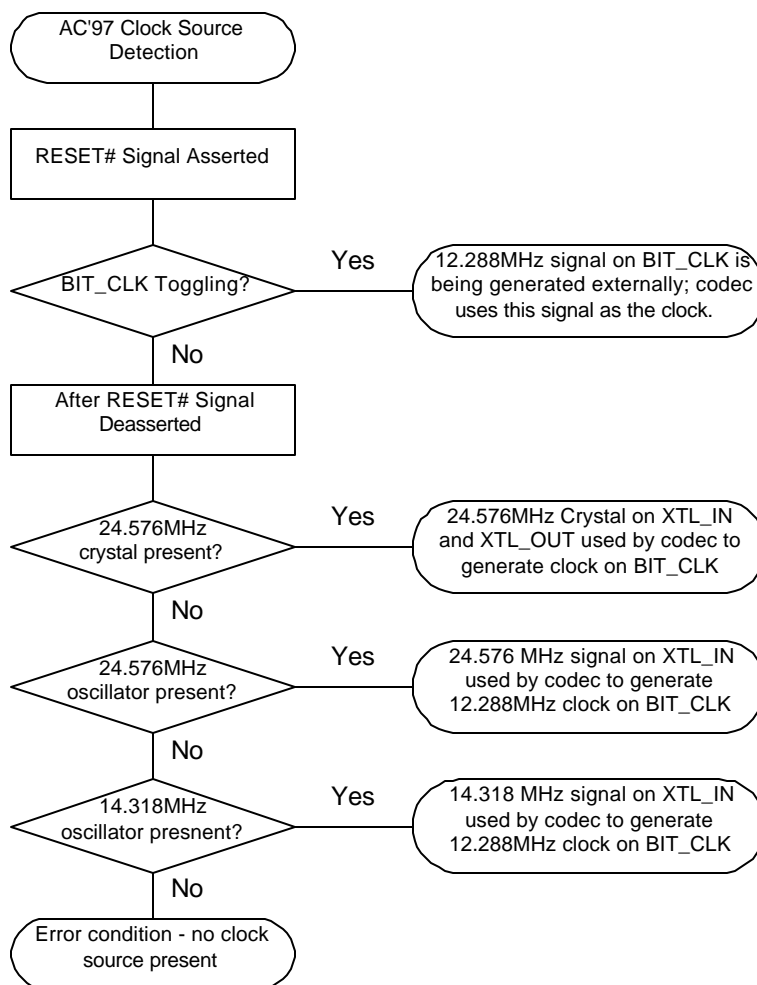 AC'97 Clock Source
Detection
RESET# Signal Asserted
BIT_CLK Toggling?
Yes
12.288MHz signal on BIT_CLK is
being generated externally; codec
uses this signal as the clock.
No
After RESET# Signal
Deasserted
24.576MHz
crystal present?
Yes
24.576MHz Crystal on XTL_IN
and XTL_OUT used by codec to
generate clock on BIT_CLK
No
24.576MHz
oscillator present?
Yes
24.576 MHz signal on XTL_IN
used by codec to generate
12.288MHz clock on BIT_CLK
No
14.318MHz
oscillator presnent?
Yes
14.318 MHz signal on XTL_IN
used by codec to generate
12.288MHz clock on BIT_CLK
No
Error condition - no clock
source present